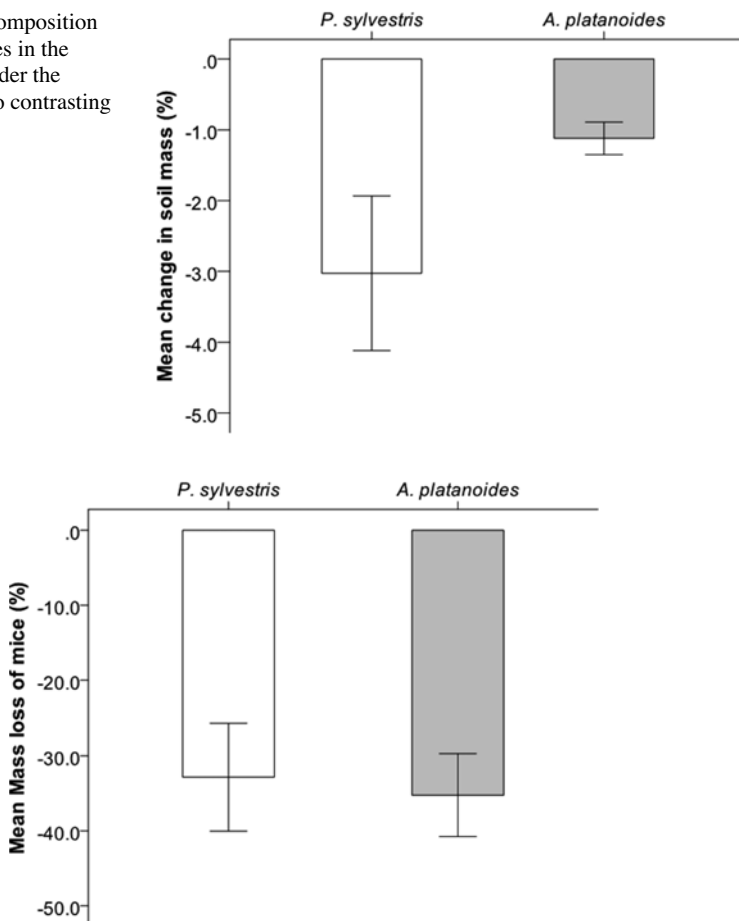 omposition
es in the
der the
o contrasting
P. sylvestris A. platanoides
Mean change in soil mass (%)
.0
-1.0
-2.0
-3.0
-4.0
-5.0
P. sylvestris A. platanoides
Mean Mass loss of mice (%)
.0
-10.0
-20.0
-30.0
-40.0
-50.0